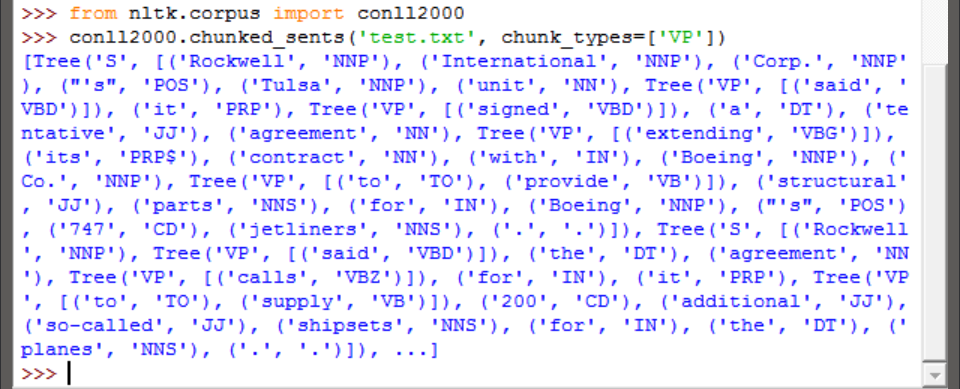 >>> from nltk.corpus import conll2000
>>> conll2000.chunked_sents('test.txt', chunk_types=['VP'])
[Tree('S', [('Rockwell', 'NNP'), ('International', 'NNP'), ('Corp.', 'NNP'
), ("'s", "POS'), ('Tulsa', 'NNP'), ('unit', 'NN'), Tree('VP', [('said', '
VBD')]), ('it', 'PRP'), Tree('VP', [('signed', 'VBD')]), ('a', 'DT'), ('te
ntative', 'JJ'), ('agreement', 'NN'), Tree('VP', [('extending', 'VBG')]),
('its', 'PRP$'), ('contract', 'NN'), ('with', 'IN'), ('Boeing', 'NNP'), ('
Co.', 'NNP'), Tree('VP', [('to', 'TO'), ('provide', 'VB')]), ('structural'
, 'JJ'), ('parts', 'NNS'), ('for', 'IN'), ('Boeing', 'NNP'), ("'s", 'POS')
, ('747', 'CD'), ('jetliners', 'NNS'), ('.', '.')]), Tree('S', [('Rockwell
', 'NNP'), Tree('VP', [('said', 'VBD')]), ('the', 'DT'), ('agreement', 'NN
'), Tree('VP', [('calls', 'VBZ')]), ('for', 'IN'), ('it', 'PRP'), Tree('VP
', [('to', 'TO'), ('supply', 'VB')]), ('200', 'CD'), ('additional', 'JJ'),
('so-called', 'JJ'), ('shipsets', 'NNS'), ('for', 'IN'), ('the', 'DT'), ('
planes', 'NNS'), ('.', '.')]), ...]
>>>